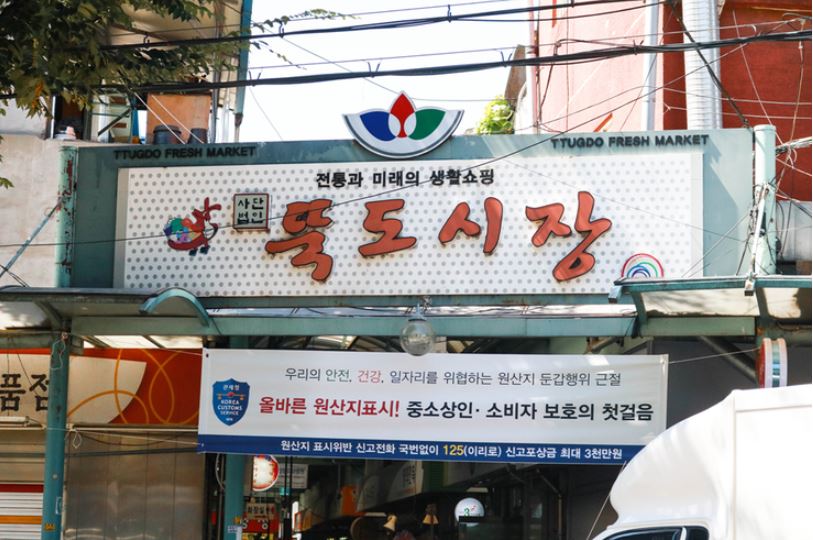 TTUGDO FRESH MARKET
TTUGDO FRESH MARKET
전통과 미래의 생활쇼핑
사단
법인
뚝도시장
품점
우리의 안전, 건강, 일자리를 위협하는 원산지 둔갑행위 근절
관세청
KOREA
CUSTOMS
SERVICE
올바른 원산지표시! 중소상인· 소비자 보호의 첫걸음
원산지 표시위반 신고전화 국번없이 125(이리로) 신고포상금 최대 3천만원